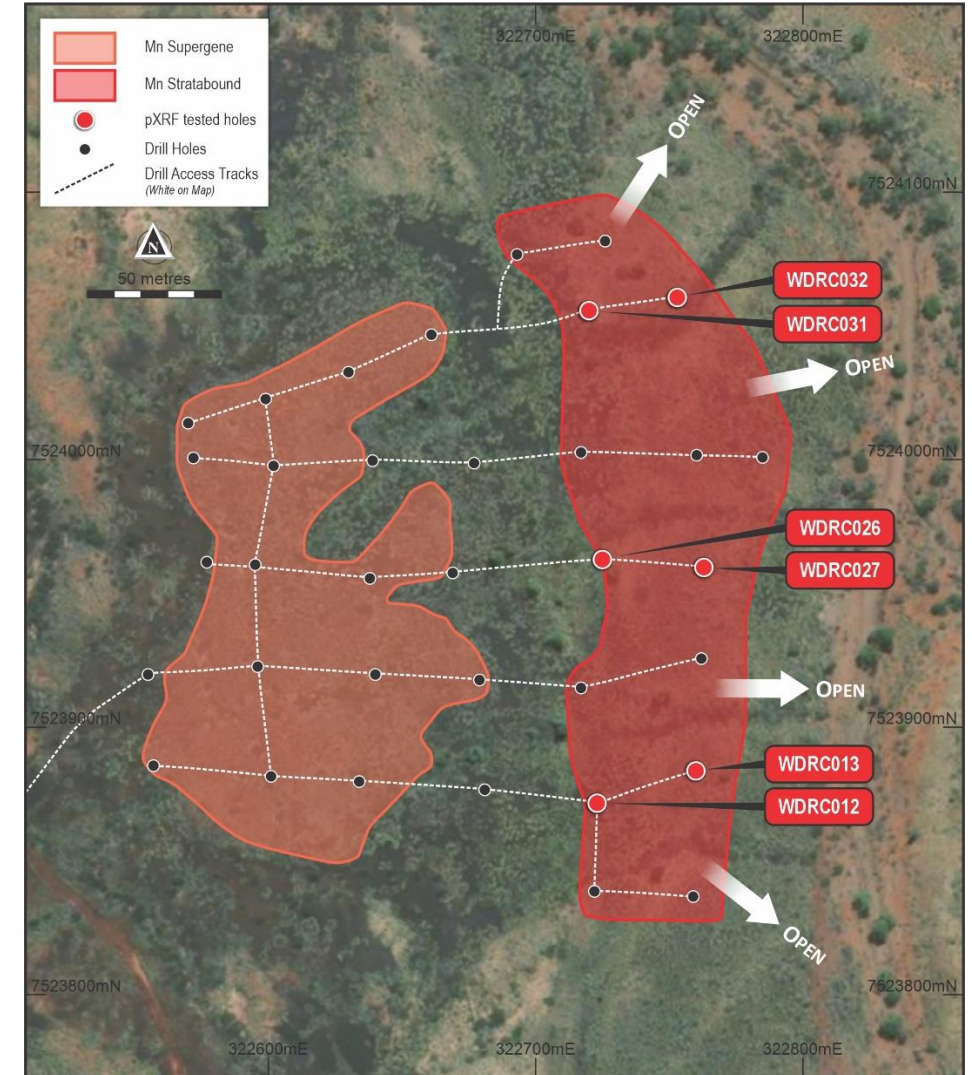 Mn Supergene
Mn Stratabound
pXRF tested holes
Drill Holes
Drill Access Tracks
(White on Map)
N
50 metres
322700mE
322800mE
OPEN
7524100mN
WDRC032
WDRC031
OPEN
7524000mN
7524000mN
WDRC026
WDRC027
OPEN
7523900mN
7523900mN
WDRC013
WDRC012
OPEN
7523800mN
7523800mN
322600mE
322700mE
322800mE